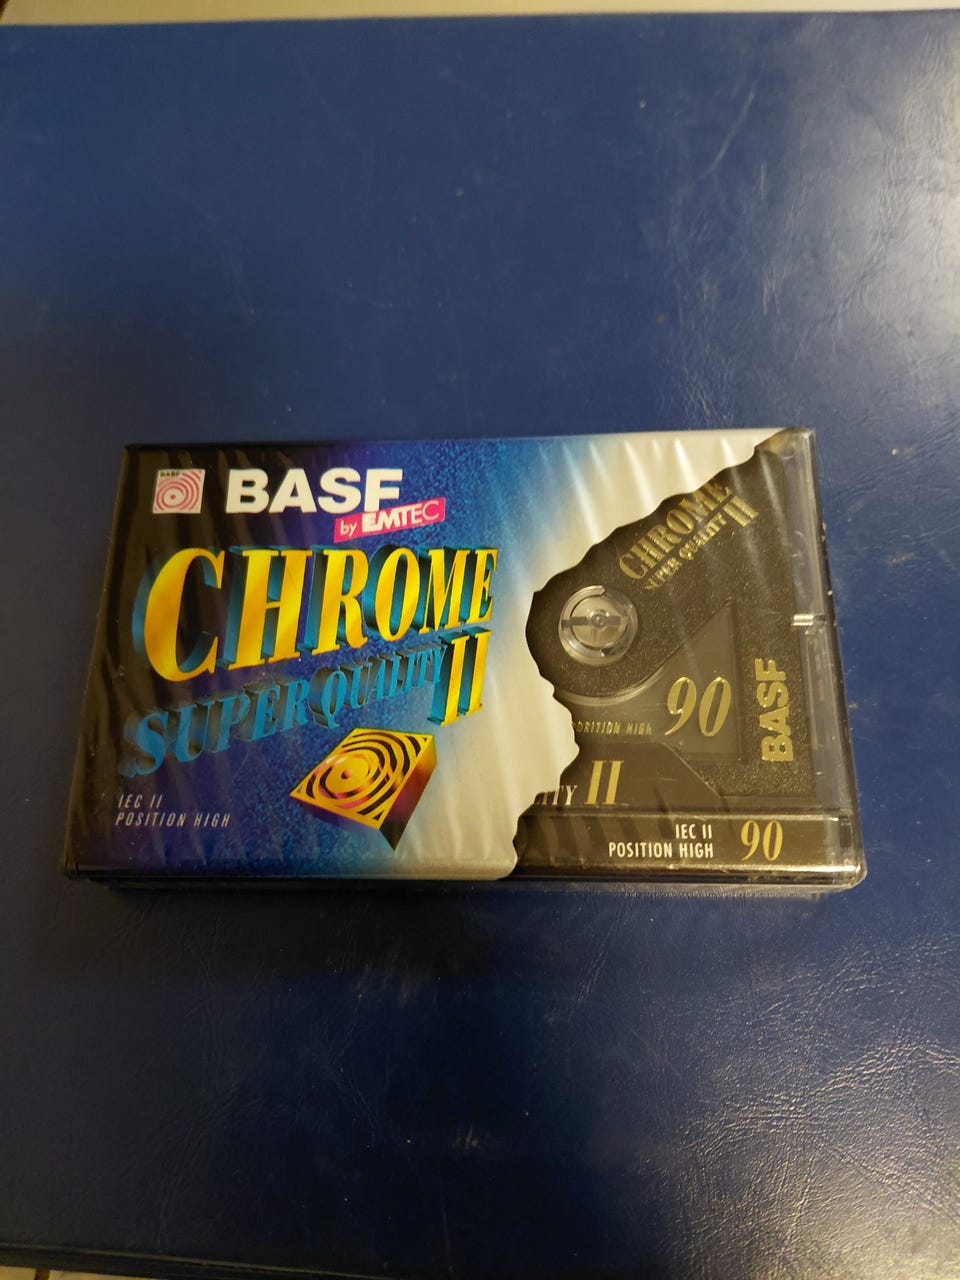 BASF
BASF
by EMTEC
CHROME
SUPER QUALITY II
IEC II
POSITION HIGH
CHROME
SUPER QUALITY II
90
POSITION HIGH
BASF
II
IEC II
POSITION HIGH
90